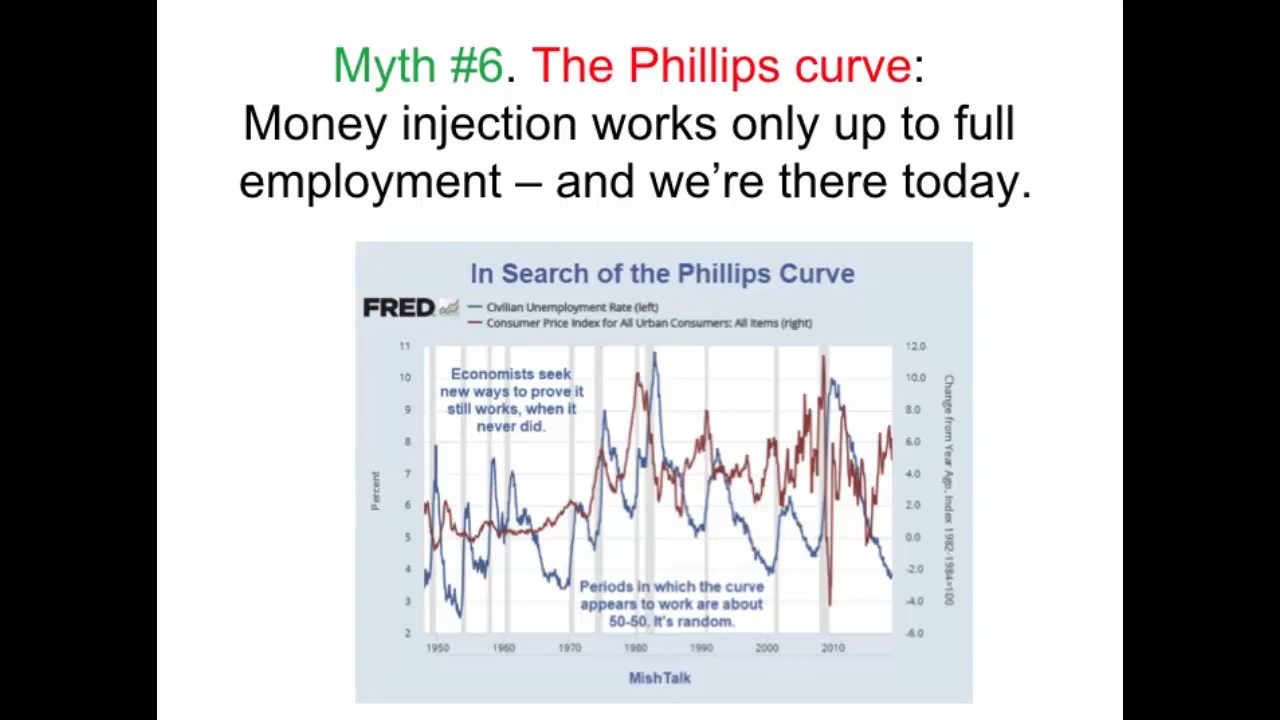 Myth #6. The Phillips curve:
Money injection works only up to full
employment – and we’re there today.
In Search of the Phillips Curve
FRED
Civilian Unemployment Rate (left)
Consumer Price Index for All Urban Consumers: All Items (right)
11
10
9
8
7
6
5
4
3
2
Percent
Economists seek
new ways to prove it
still works, when it
never did.
Periods in which the curve
appears to work are about
50-50. It's random.
12.0
10.0
8.0
6.0
4.0
2.0
0.0
-2.0
-4.0
-6.0
Change from Year Ago, Index 1982-1984=100
1950 1960 1970 1980 1990 2000 2010
MishTalk